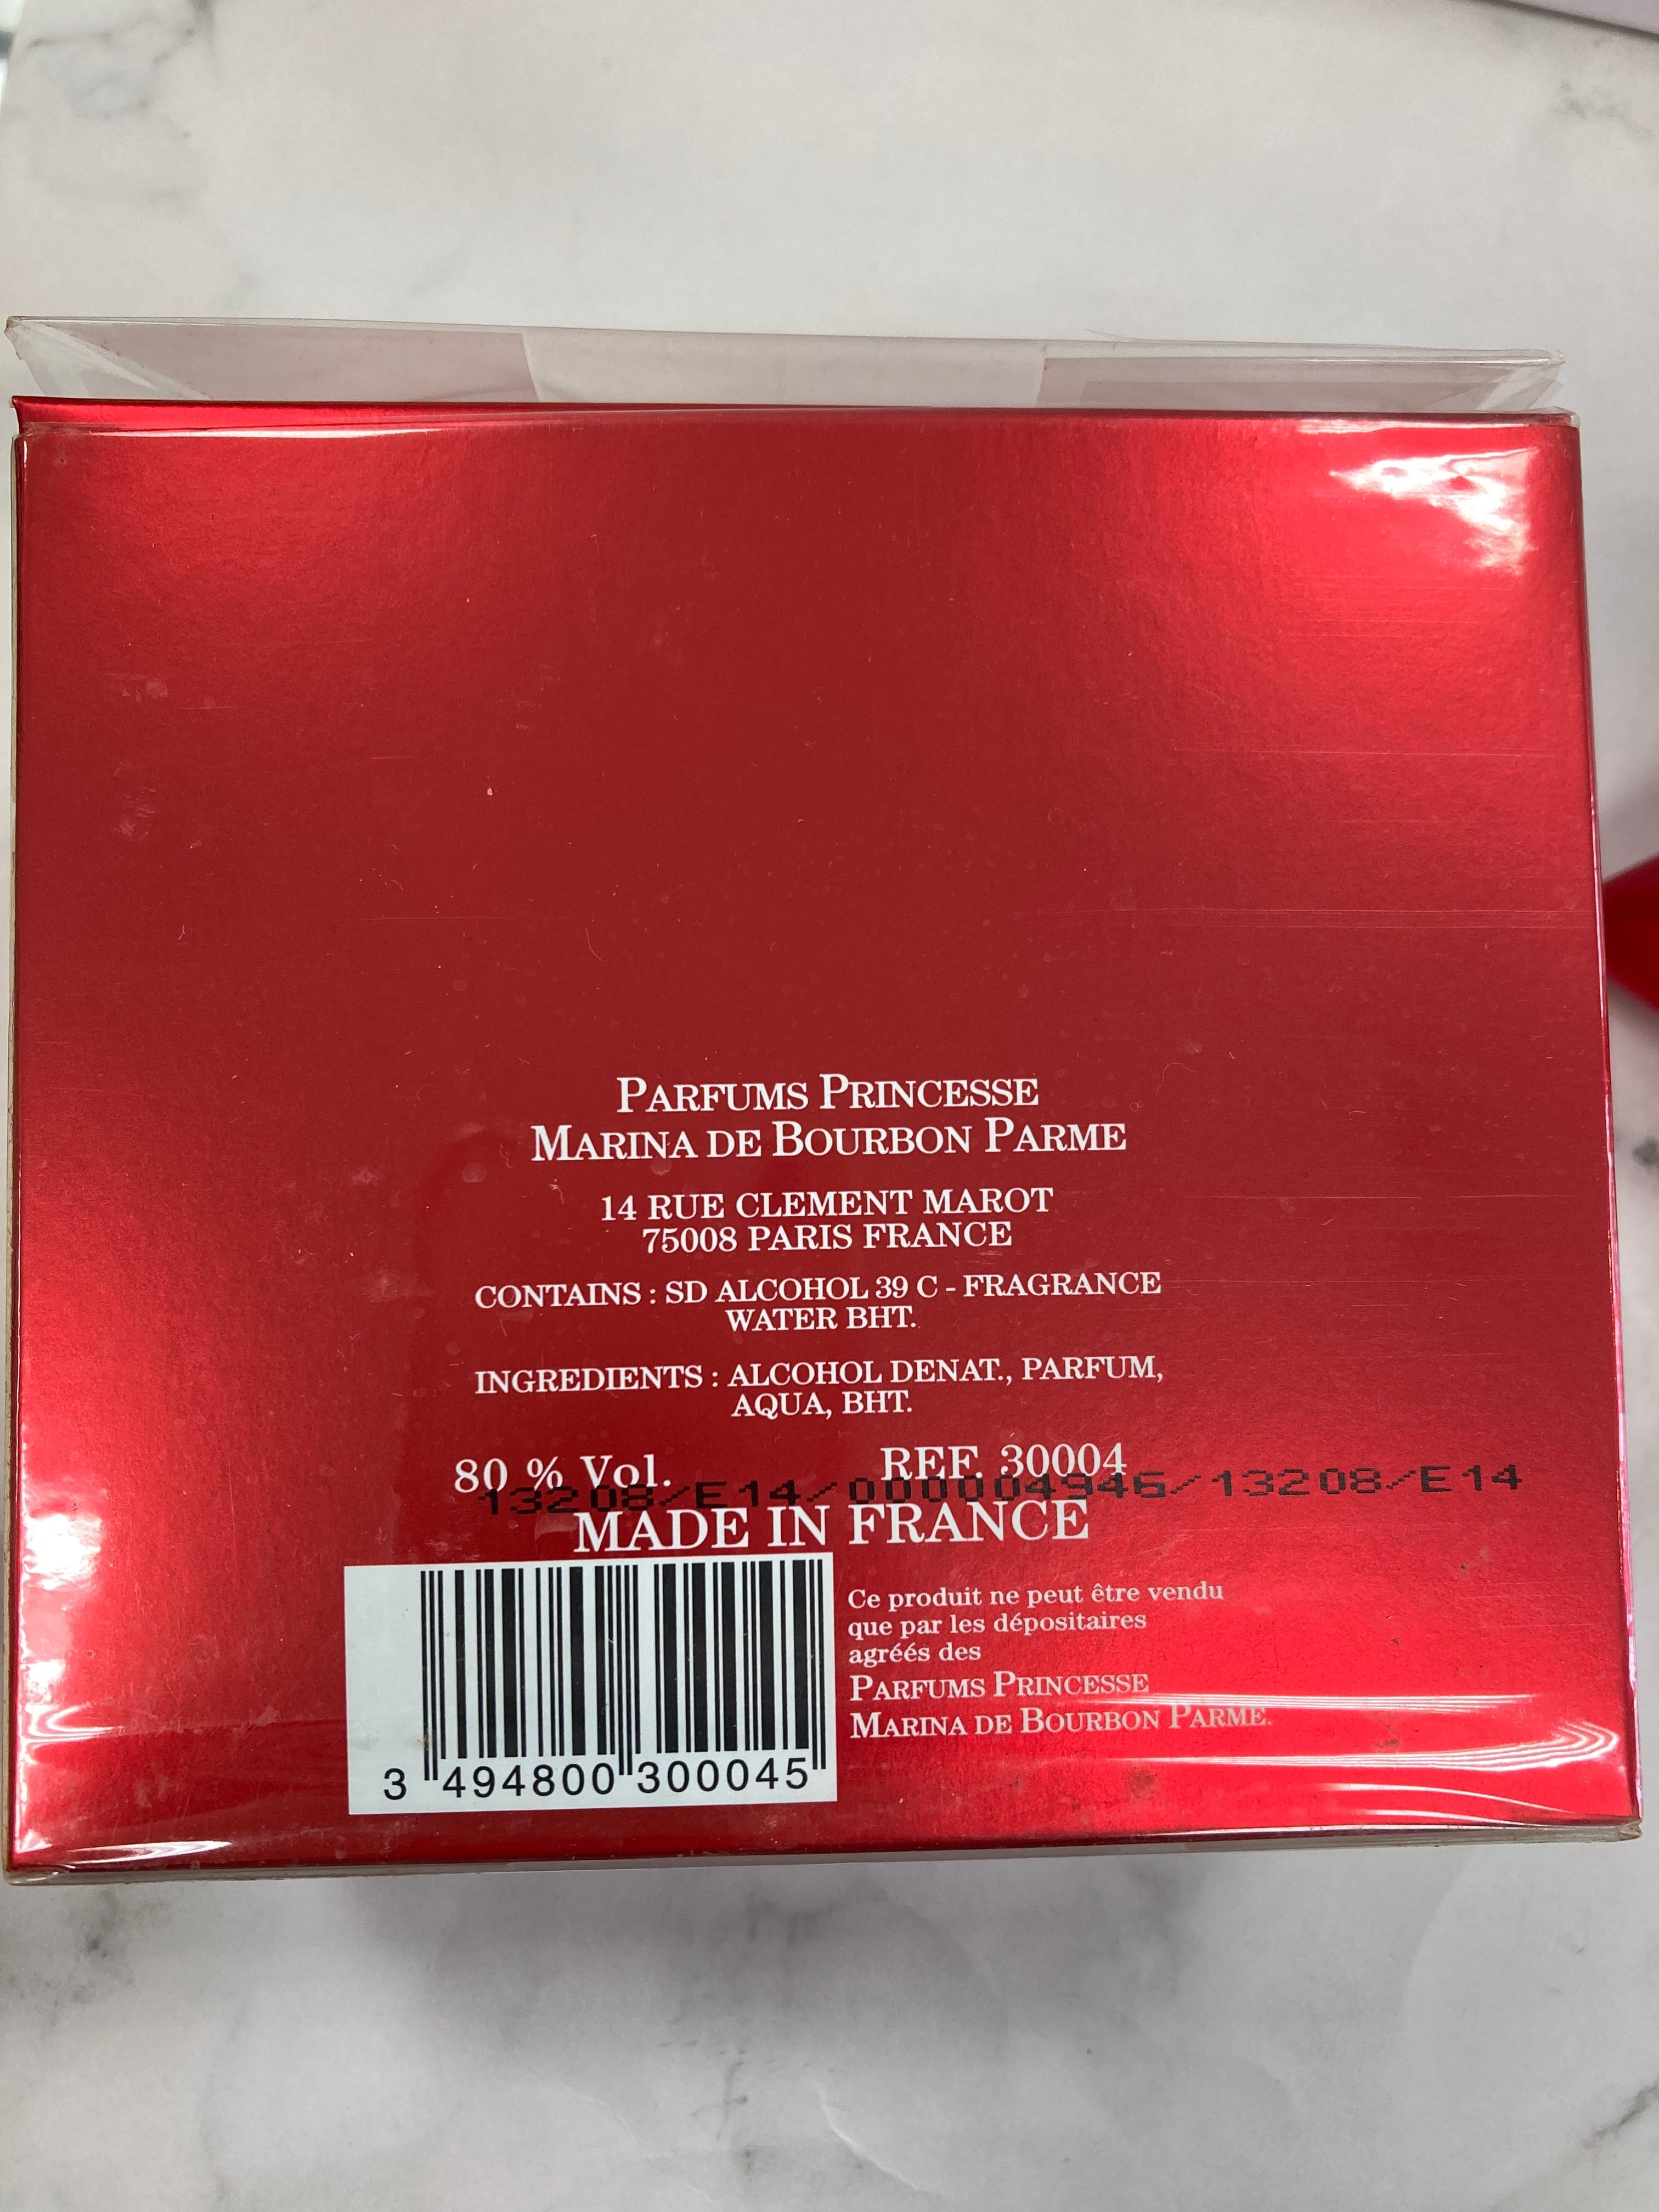 PARFUMS PRINCESSE
MARINA DE BOURBON PARME
14 RUE CLEMENT MAROT
75008 PARIS FRANCE
CONTAINS : SD ALCOHOL 39 C - FRAGRANCE
WATER BHT.
INGREDIENTS : ALCOHOL DENAT., PARFUM,
AQUA, BHT.
80 % Vol. REF. 30004
13208/E14/000004946/13208/E14
MADE IN FRANCE
Ce produit ne peut être vendu
que par les dépositaires
agréés des
PARFUMS PRINCESSE
MARINA DE BOURBON PARME.
3 494800 300045